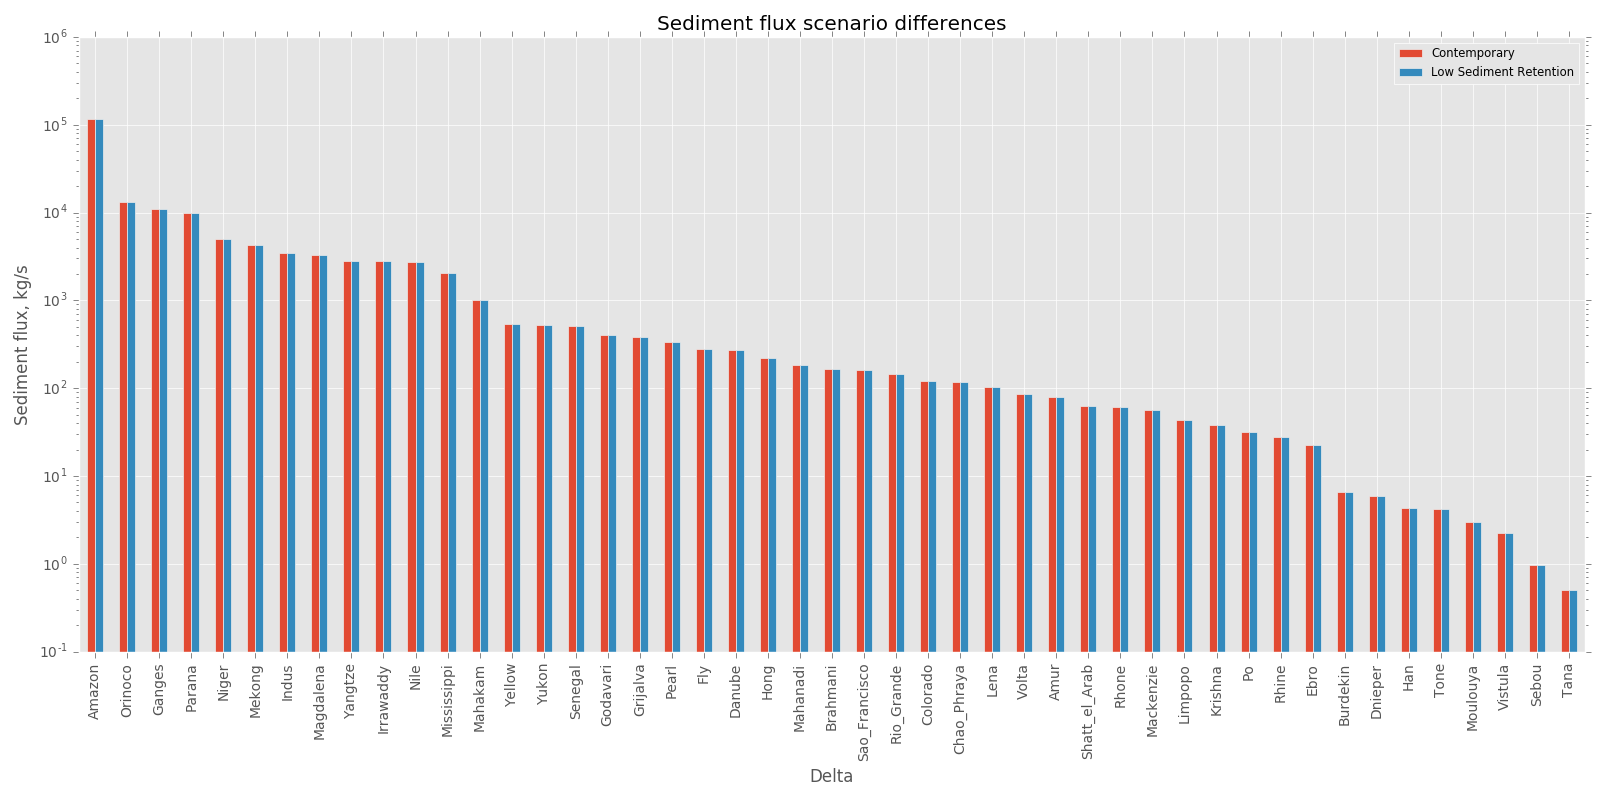 Sediment flux scenario differences
Contemporary
Low Sediment Retention
Sediment flux, kg/s
10^6
10^5
10^4
10^3
10^2
10^1
10^0
10^-1
Amazon
Orinoco
Ganges
Parana
Niger
Mekong
Indus
Magdalena
Yangtze
Irrawaddy
Nile
Mississippi
Mahakam
Yellow
Yukon
Senegal
Godavari
Grijalva
Pearl
Fly
Danube
Hong
Mahanadi
Brahmani
Sao_Francisco
Rio_Grande
Colorado
Chao_Phraya
Lena
Volta
Amur
Shatt_el_Arab
Rhone
Mackenzie
Limpopo
Krishna
Po
Rhine
Ebro
Burdekin
Dnieper
Han
Tone
Moulouya
Vistula
Sebou
Tana
Delta